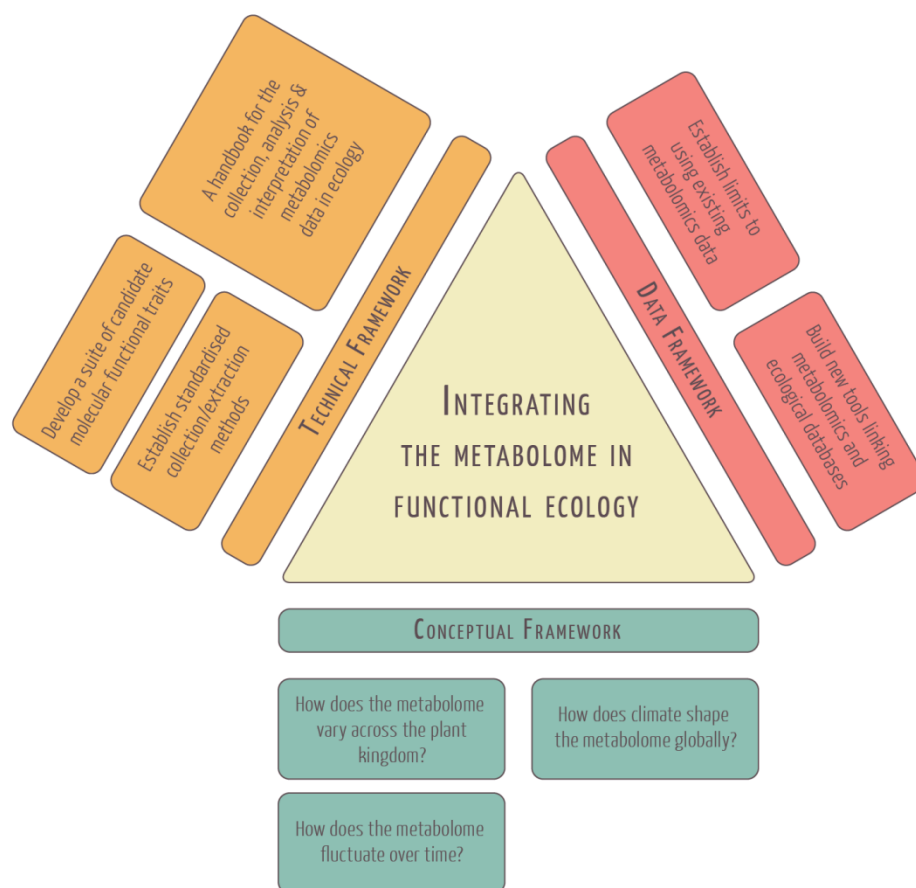 A handbook for the
collection, analysis &
interpretation of
metabolomics
data in ecology
Develop a suite of candidate
molecular functional traits
Establish standardised
collection/extraction
methods
Technical Framework
Establish limits to
using existing
metabolomics data
Build new tools linking
metabolomics and
ecological databases
Data Framework
Integrating
the metabolome in
functional ecology
Conceptual Framework
How does the metabolome
vary across the plant
kingdom?
How does climate shape
the metabolome globally?
How does the metabolome
fluctuate over time?